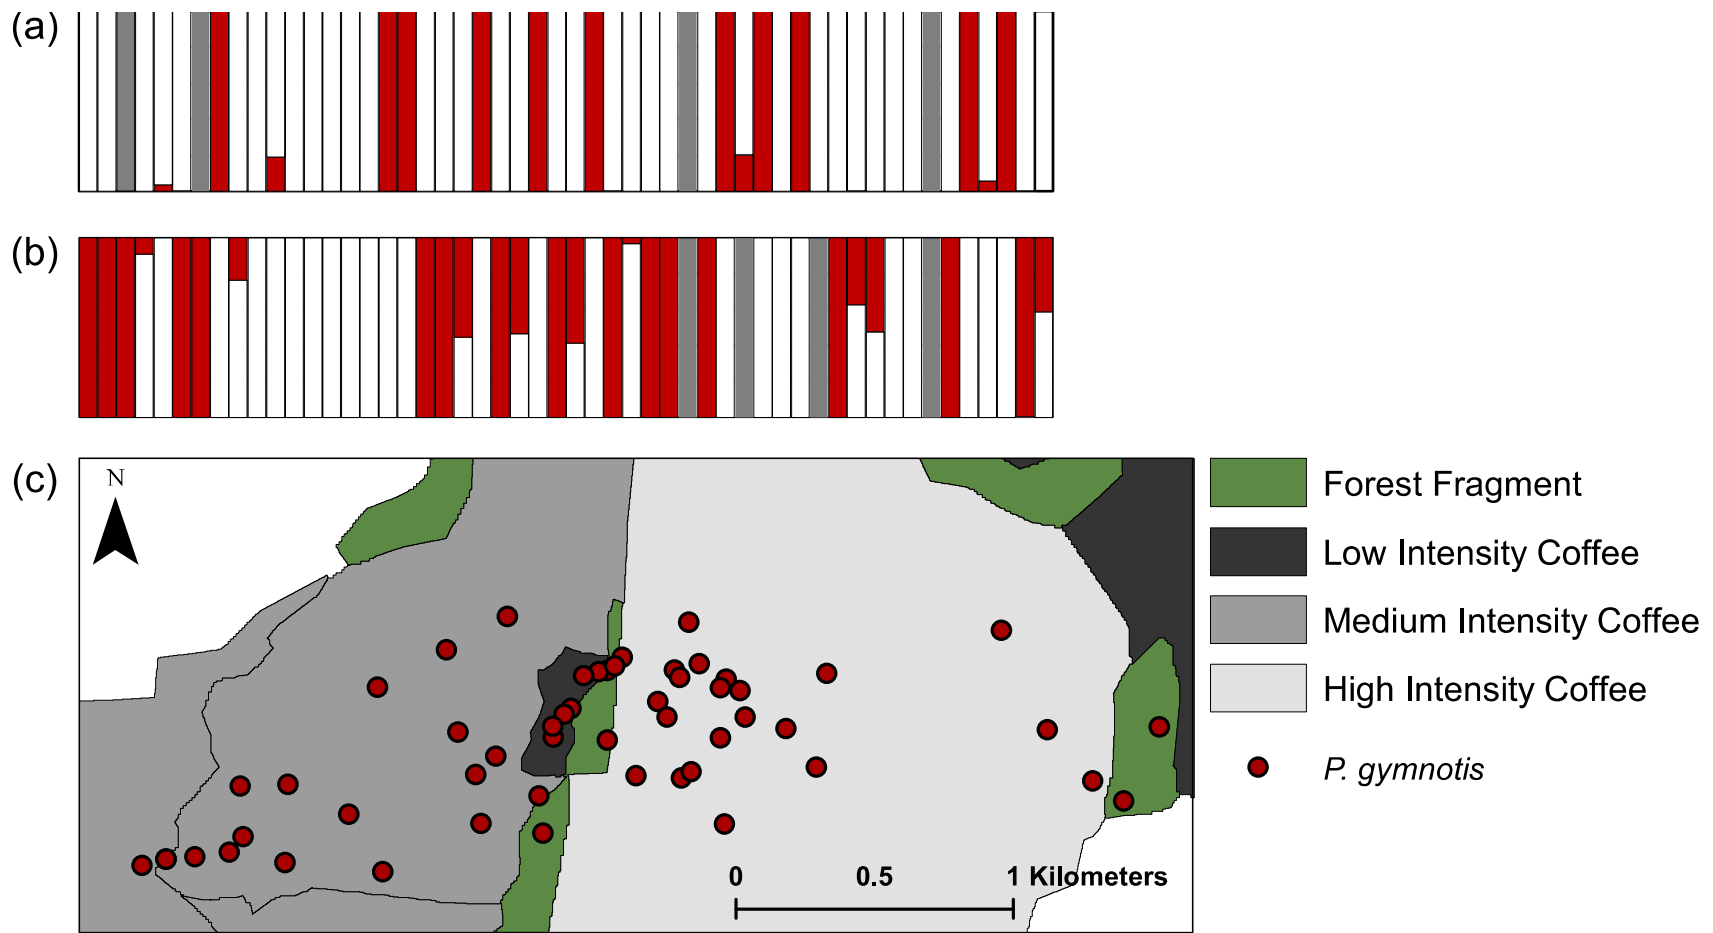 (a)
(b)
(c)
N
Forest Fragment
Low Intensity Coffee
Medium Intensity Coffee
High Intensity Coffee
P. gymnotis
0 0.5 1 Kilometers